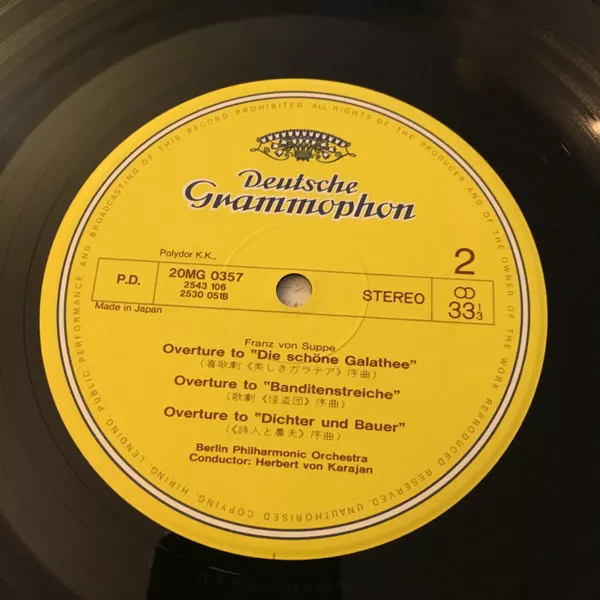 ALL RIGHTS OF THE PRODUCER AND OF THE OWNER OF THE WORK REPRODUCED RESERVED. UNAUTHORISED COPYING, HIRING, LENDING, PUBLIC PERFORMANCE AND BROADCASTING OF THIS RECORD PROHIBITED
Deutsche
Grammophon
Polydor K.K.,
2
P.D.
20MG 0357
2543 106
2530 051B
STEREO
33 1/3
Made in Japan
Franz von Suppe
Overture to "Die schöne Galathee"
(喜歌劇《美しきガラテア》序曲)
Overture to "Banditenstreiche"
(歌劇《怪盗団》序曲)
Overture to "Dichter und Bauer"
(《詩人と農夫》序曲)
Berlin Philharmonic Orchestra
Conductor: Herbert von Karajan